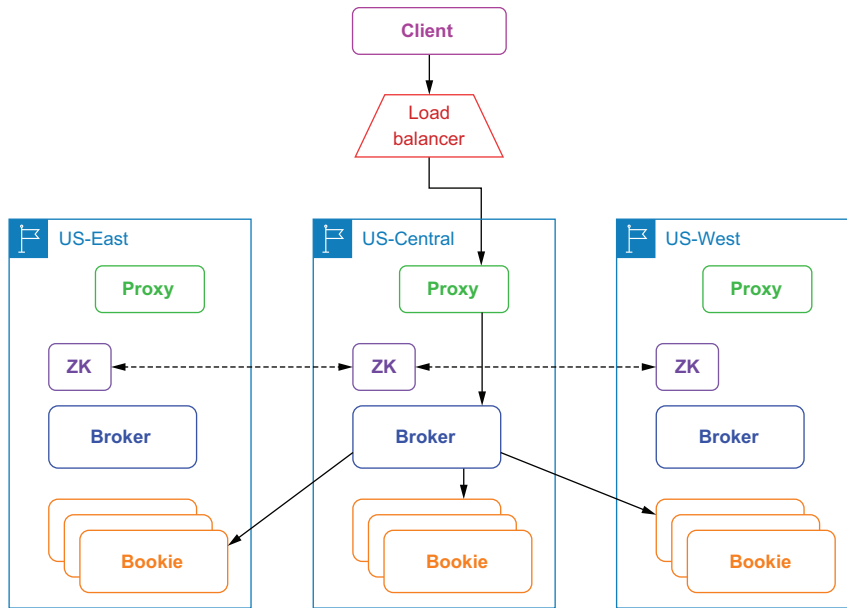 Client
Load
balancer
US-East
US-Central
US-West
Proxy
Proxy
Proxy
ZK
ZK
ZK
Broker
Broker
Broker
Bookie
Bookie
Bookie